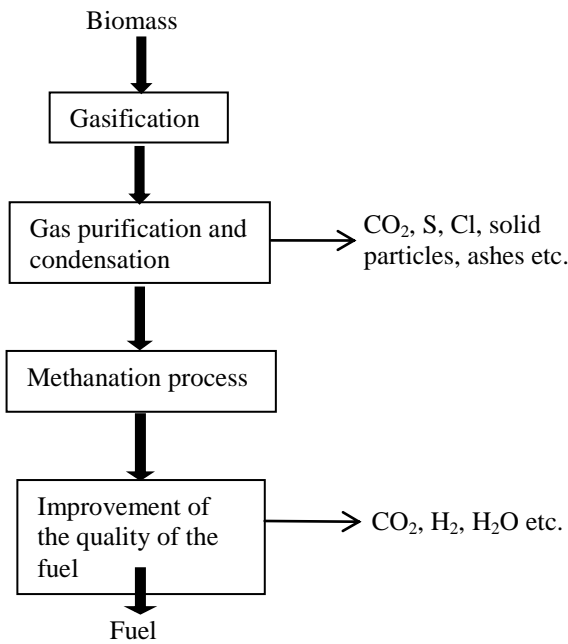 Biomass
Gasification
Gas purification and
condensation
CO₂, S, Cl, solid
particles, ashes etc.
Methanation process
Improvement of
the quality of the
fuel
CO₂, H₂, H₂O etc.
Fuel